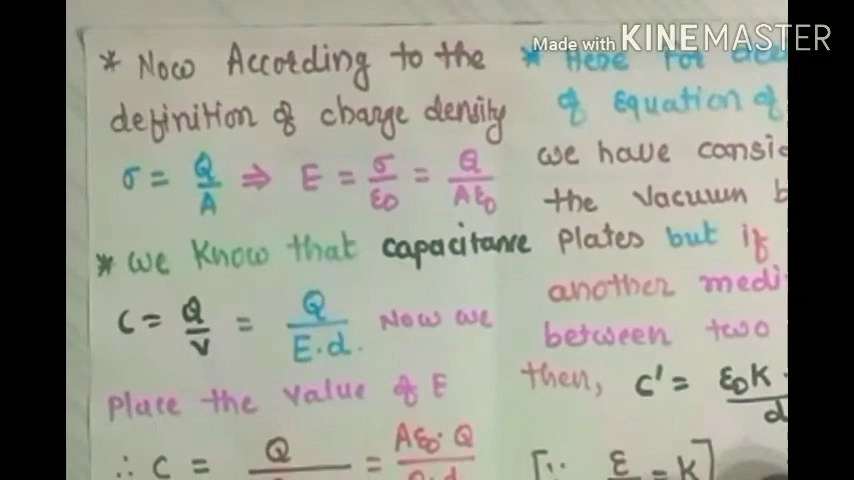 Made with KINEMASTER
* Now According to the
definition of charge density
σ = Q/A ⇒ E = σ/ε0 = Q/Aε0
* We know that capacitance
C = Q/V = Q/E.d. Now we
Place the value of E
∴ C = Q = Aε0.Q
* Here for
of Equation of
we have
the vacuum
Plates but if
another
between two
then, C' = ε0K
d
[∵ ε = K]